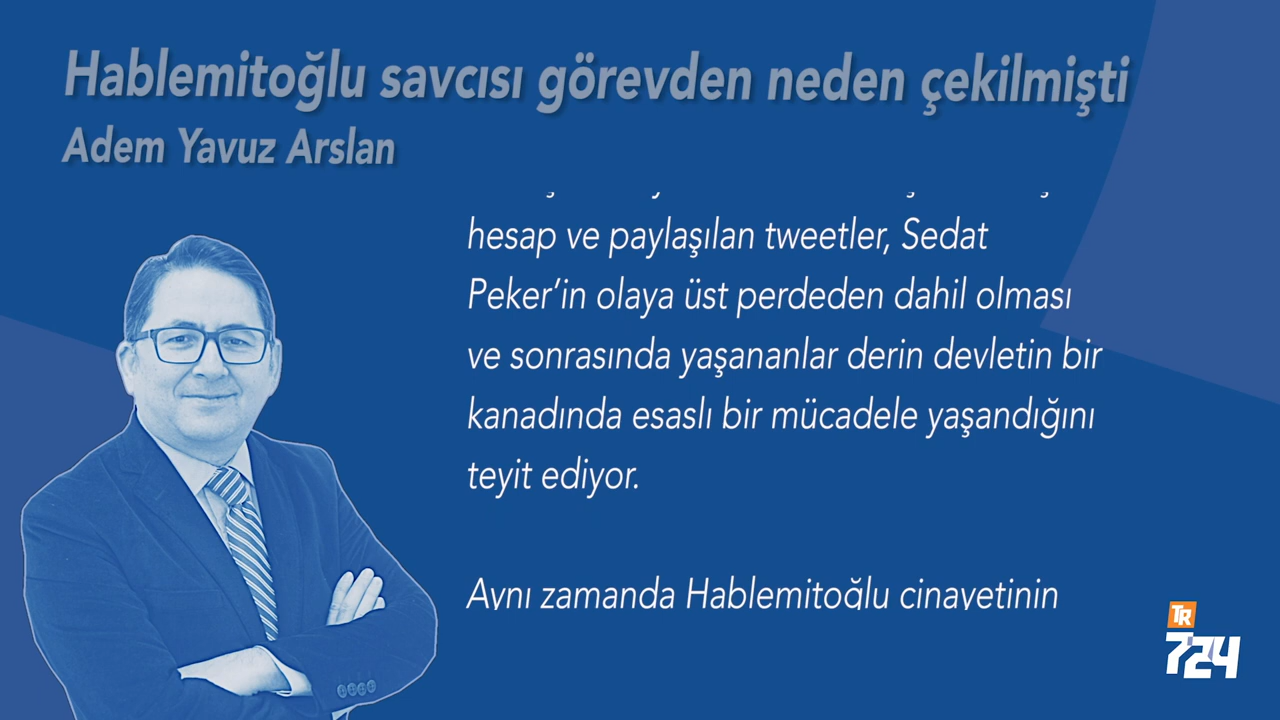 Hablemitoğlu savcısı görevden neden çekilmişti
Adem Yavuz Arslan
hesap ve paylaşılan tweetler, Sedat
Peker’in olaya üst perdeden dahil olması
ve sonrasında yaşananlar derin devletin bir
kanadında esaslı bir mücadele yaşandığını
teyit ediyor.
Aynı zamanda Hablemitoğlu cinayetinin
TR
724